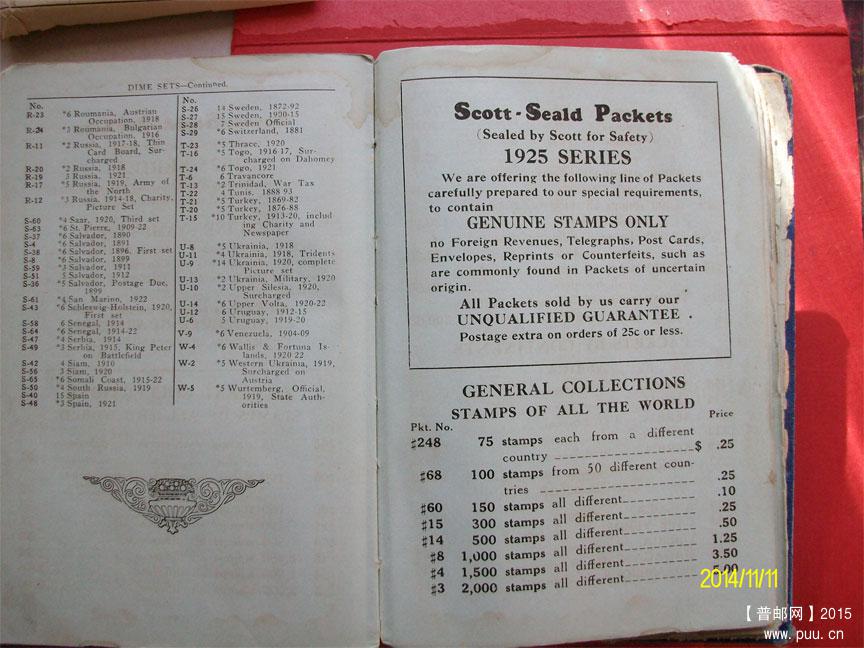 DIME SETS—Continued.
No.
R-23 *6 Roumania, Austrian
Occupation, 1918
R-24 *3 Roumania, Bulgarian
Occupation, 1916
R-11 *2 Russia, 1917-18, Thin
Card Board, Sur-
charged
R-20 *2 Russia, 1918
R-19 3 Russia, 1921
R-17 *5 Russia, 1919, Army of
the North
R-12 *3 Russia, 1914-18, Charity,
Picture Set
S-60 *4 Saar, 1920, Third set
S-63 *6 St. Pierre, 1909-22
S-37 *6 Salvador, 1890
S-4 *6 Salvador, 1891
S-38 *6 Salvador, 1896. First set
S-8 *6 Salvador, 1899
S-59 *3 Salvador, 1911
S-51 5 Salvador, 1912
S-36 *5 Salvador, Postage Due,
1899
S-61 *4 San Marino, 1922
S-43 *6 Schleswig-Holstein, 1920,
First set
S-58 6 Senegal, 1914
S-64 *6 Senegal, 1914-22
S-47 *4 Serbia, 1914
S-49 *3 Serbia, 1915, King Peter
on Battlefield
S-42 4 Siam, 1910
S-56 3 Siam, 1920
S-65 *6 Somali Coast, 1915-22
S-50 *4 South Russia, 1919
S-40 15 Spain
S-48 *3 Spain, 1921
No.
S-26 14 Sweden, 1872-92
S-27 15 Sweden, 1920-15
S-28 7 Sweden Official
S-29 *6 Switzerland, 1881
T-23 *5 Thrace, 1920
T-16 *5 Togo, 1916-17, Sur-
charged on Dahomey
T-24 *6 Togo, 1921
T-6 6 Travancore
T-13 *2 Trinidad, War Tax
T-22 4 Tunis, 1888 93
T-21 *5 Turkey, 1869-82
T-20 *5 Turkey, 1876-88
T-15 *10 Turkey, 1913-20, includ
ing Charity and
Newspaper
U-8 *5 Ukrainia, 1918
U-11 *4 Ukrainia, 1918, Tridents
U-9 *14 Ukrainia, 1920, complete
Picture set
U-13 *2 Ukrainia, Military, 1920
U-10 *2 Upper Silesia, 1920,
Surcharged
U-14 *6 Upper Volta, 1920-22
U-12 6 Uruguay, 1912-15
U-6 5 Uruguay, 1919-20
V-9 *6 Venezuela, 1904-09
W-4 *6 Wallis & Fortuna Is-
lands, 1920 22
W-2 *5 Western Ukrainia, 1919,
Surcharged on
Austria
W-5 *5 Wurtemberg, Official,
1919, State Auth-
orities
Scott-Seald Packets
(Sealed by Scott for Safety)
1925 SERIES
We are offering the following line of Packets
carefully prepared to our special requirements,
to contain
GENUINE STAMPS ONLY
no Foreign Revenues, Telegraphs, Post Cards,
Envelopes, Reprints or Counterfeits, such as
are commonly found in Packets of uncertain
origin.
All Packets sold by us carry our
UNQUALIFIED GUARANTEE .
Postage extra on orders of 25c or less.
GENERAL COLLECTIONS
STAMPS OF ALL THE WORLD
Pkt. No. Price
#248 75 stamps each from a different
country $ .25
#68 100 stamps from 50 different coun-
tries .25
#60 150 stamps all different .10
#15 300 stamps all different .25
#14 500 stamps all different .50
#8 1,000 stamps all different 1.25
#4 1,500 stamps all different 3.50
#3 2,000 stamps all different 5.00
2014/11/11
【普邮网】2015
www.puu.cn